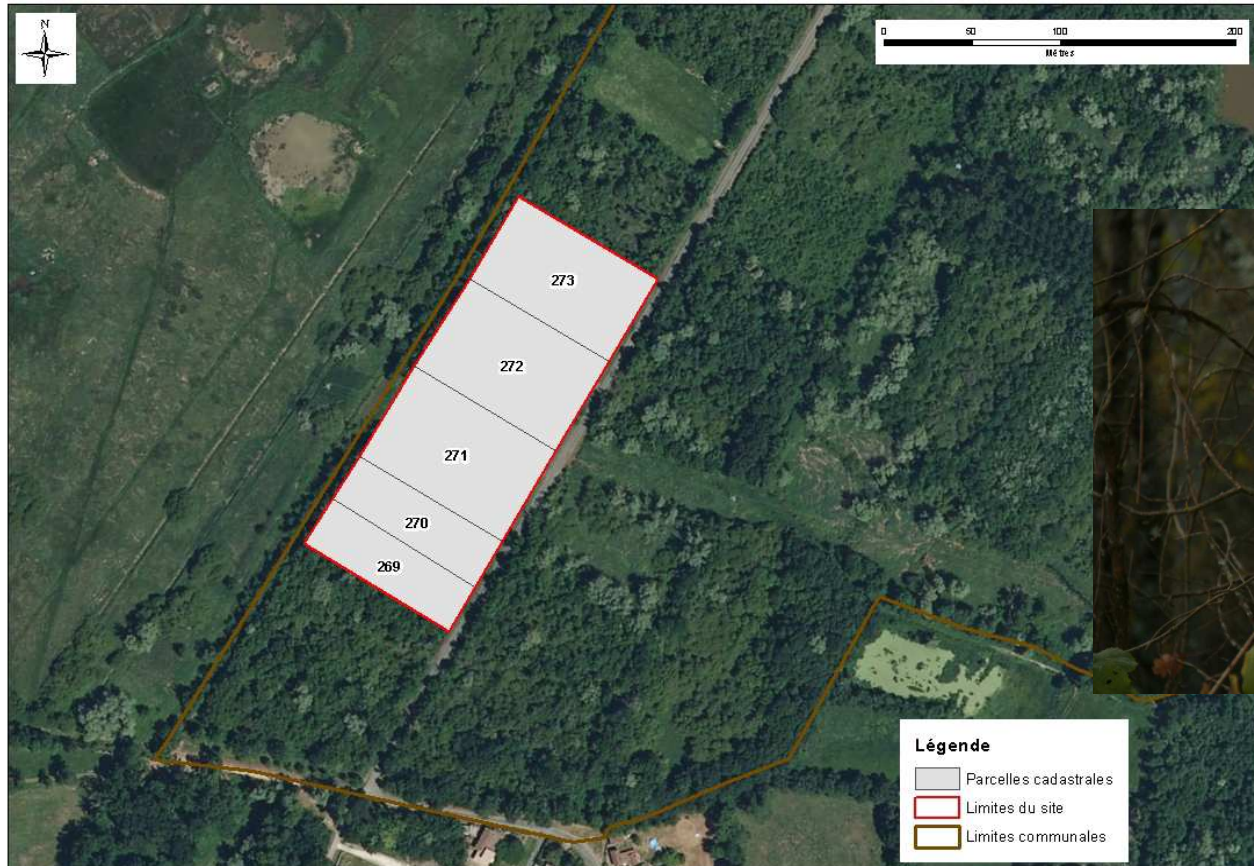 N
0 50 100 200
Mètres
273
272
271
270
269
Légende
Parcelles cadastrales
Limites du site
Limites communales